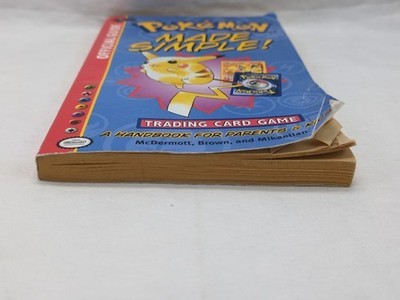 OFFICIAL GUIDE
POKéMON
MADE
SIMPLE!
TRADING CARD GAME
A HANDBOOK FOR PARENTS &
McDermott, Brown, and Mikaelian